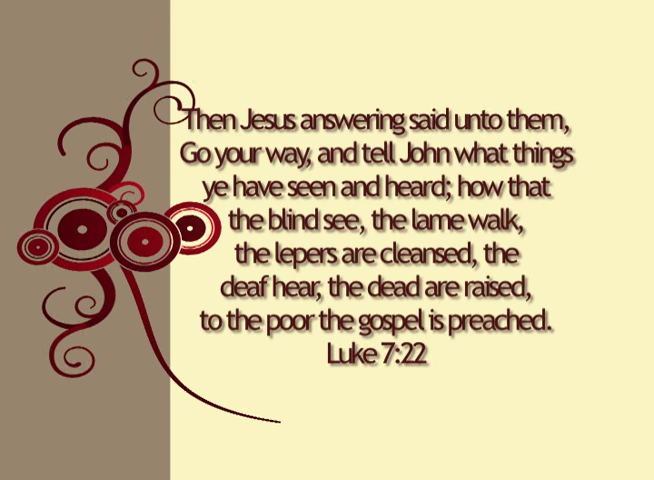 Then Jesus answering said unto them,
Go your way, and tell John what things
ye have seen and heard; how that
the blind see, the lame walk,
the lepers are cleansed, the
deaf hear, the dead are raised,
to the poor the gospel is preached.
Luke 7:22